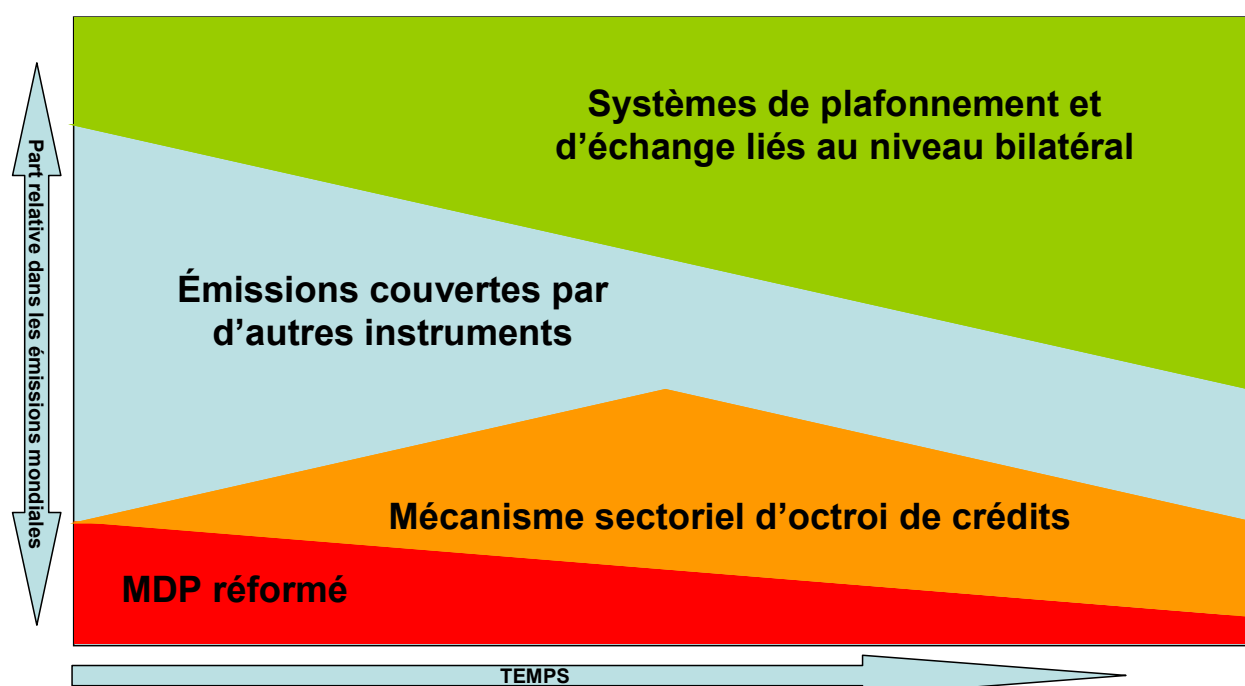 Systèmes de plafonnement et
d’échange liés au niveau bilatéral
Part relative dans les émissions mondiales
Émissions couvertes par
d’autres instruments
Mécanisme sectoriel d’octroi de crédits
MDP réformé
TEMPS